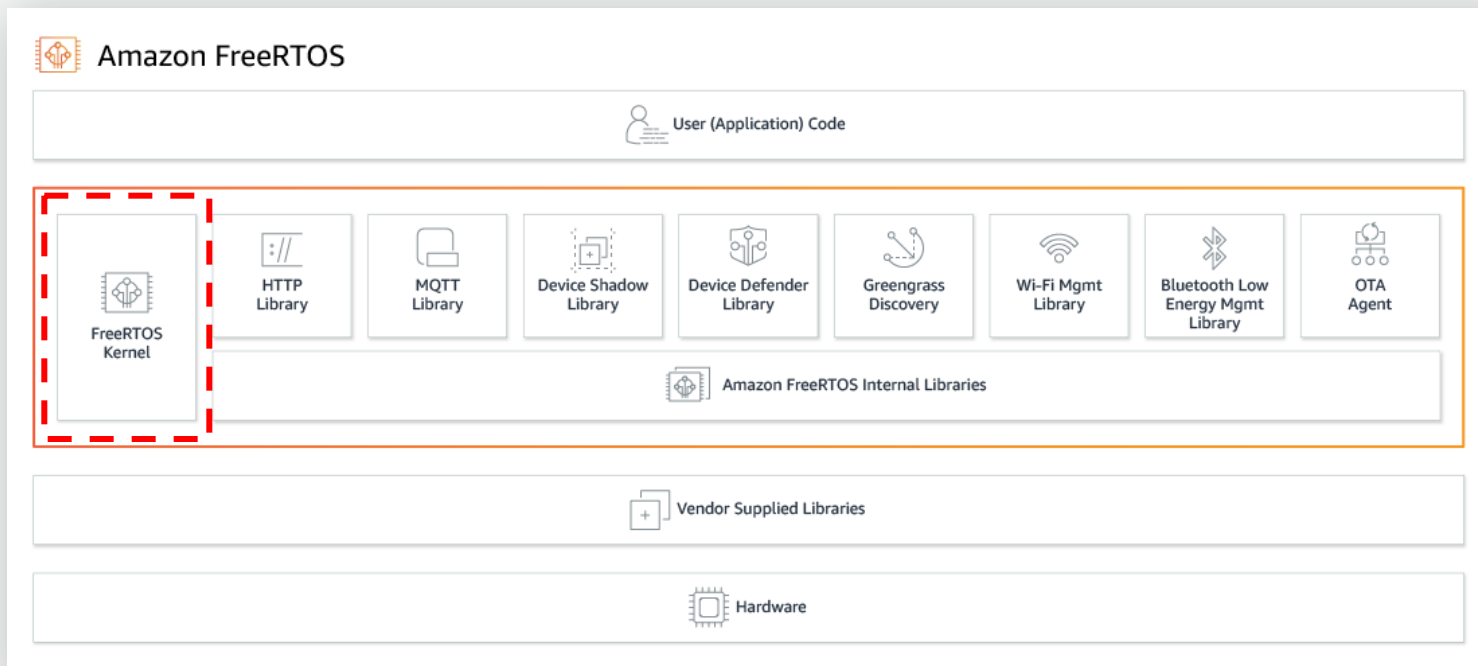 Amazon FreeRTOS
User (Application) Code
FreeRTOS
Kernel
://
HTTP
Library
MQTT
Library
Device Shadow
Library
Device Defender
Library
Greengrass
Discovery
Wi-Fi Mgmt
Library
Bluetooth Low
Energy Mgmt
Library
OTA
Agent
Amazon FreeRTOS Internal Libraries
Vendor Supplied Libraries
Hardware